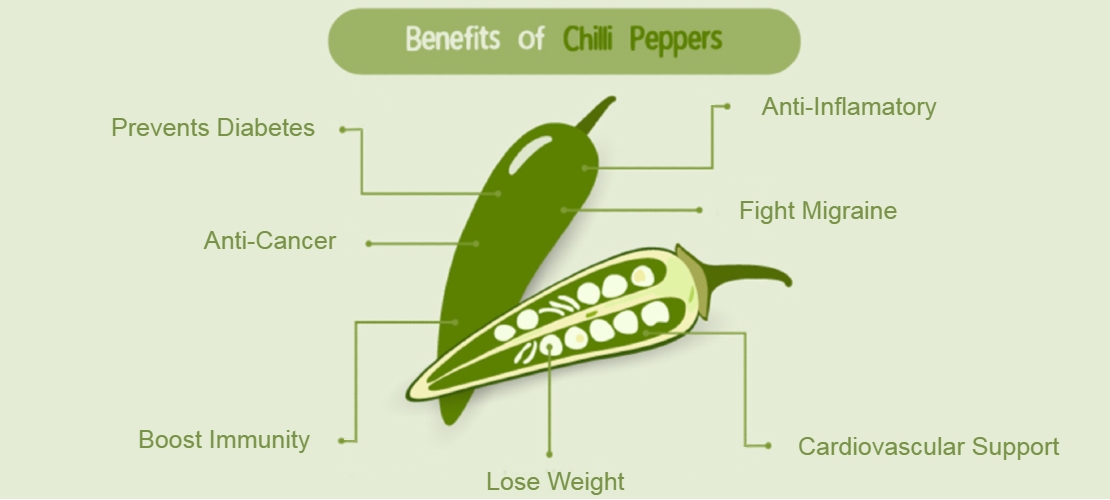 Benefits of Chilli Peppers
Prevents Diabetes
Anti-Inflamatory
Fight Migraine
Anti-Cancer
Boost Immunity
Cardiovascular Support
Lose Weight